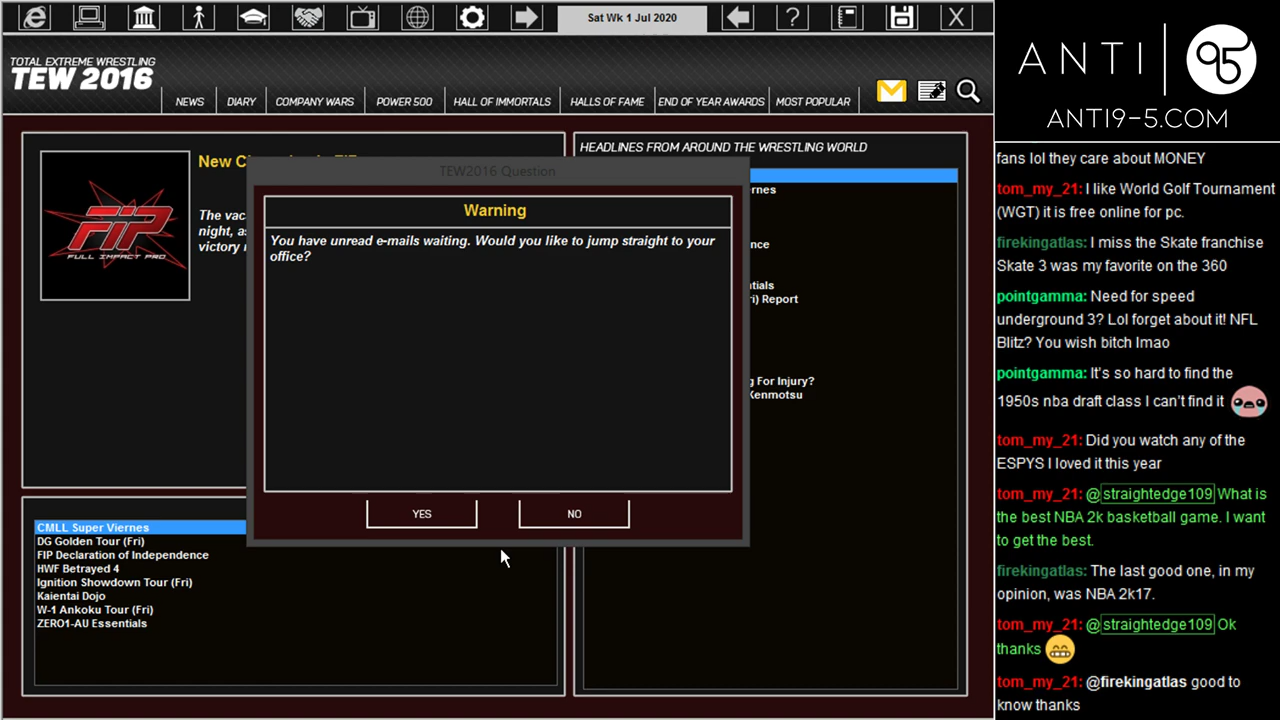 Sat Wk 1 Jul 2020
TOTAL EXTREME WRESTLING
TEW 2016
NEWS
DIARY
COMPANY WARS
POWER 500
HALL OF IMMORTALS
HALLS OF FAME
END OF YEAR AWARDS
MOST POPULAR
New C
The vac
night, a
victory
FIP
FULL IMPACT PRO
HEADLINES FROM AROUND THE WRESTLING WORLD
rnes
nce
ntials
i) Report
g For Injury?
Kenmotsu
TEW2016 Question
Warning
You have unread e-mails waiting. Would you like to jump straight to your
office?
YES
NO
CMLL Super Viernes
DG Golden Tour (Fri)
FIP Declaration of Independence
HWF Betrayed 4
Ignition Showdown Tour (Fri)
Kaientai Dojo
W-1 Ankoku Tour (Fri)
ZERO1-AU Essentials
ANTI 95
ANTI9-5.COM
fans lol they care about MONEY
tom_my_21: I like World Golf Tournament
(WGT) it is free online for pc.
firekingatlas: I miss the Skate franchise
Skate 3 was my favorite on the 360
pointgamma: Need for speed
underground 3? Lol forget about it! NFL
Blitz? You wish bitch lmao
pointgamma: It's so hard to find the
1950s nba draft class I can't find it
tom_my_21: Did you watch any of the
ESPYS I loved it this year
tom_my_21: @straightedge109 What is
the best NBA 2k basketball game. I want
to get the best.
firekingatlas: The last good one, in my
opinion, was NBA 2k17.
tom_my_21: @straightedge109 Ok
thanks
tom_my_21: @firekingatlas good to
know thanks